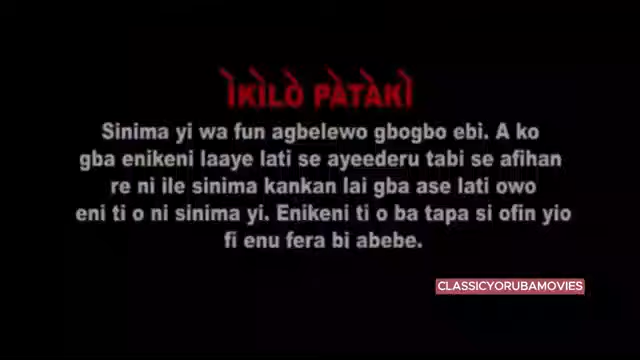 ÌKÌLÒ PÀTÀKÌ
Sinima yi wa fun agbelewo gbogbo ebi. A ko
gba enikeni laaye lati se ayeederu tabi se afihan
re ni ile sinima kankan lai gba ase lati owo
eni ti o ni sinima yi. Enikeni ti o ba tapa si ofin yio
fi enu fera bi abebe.
CLASSICYORUBAMOVIES